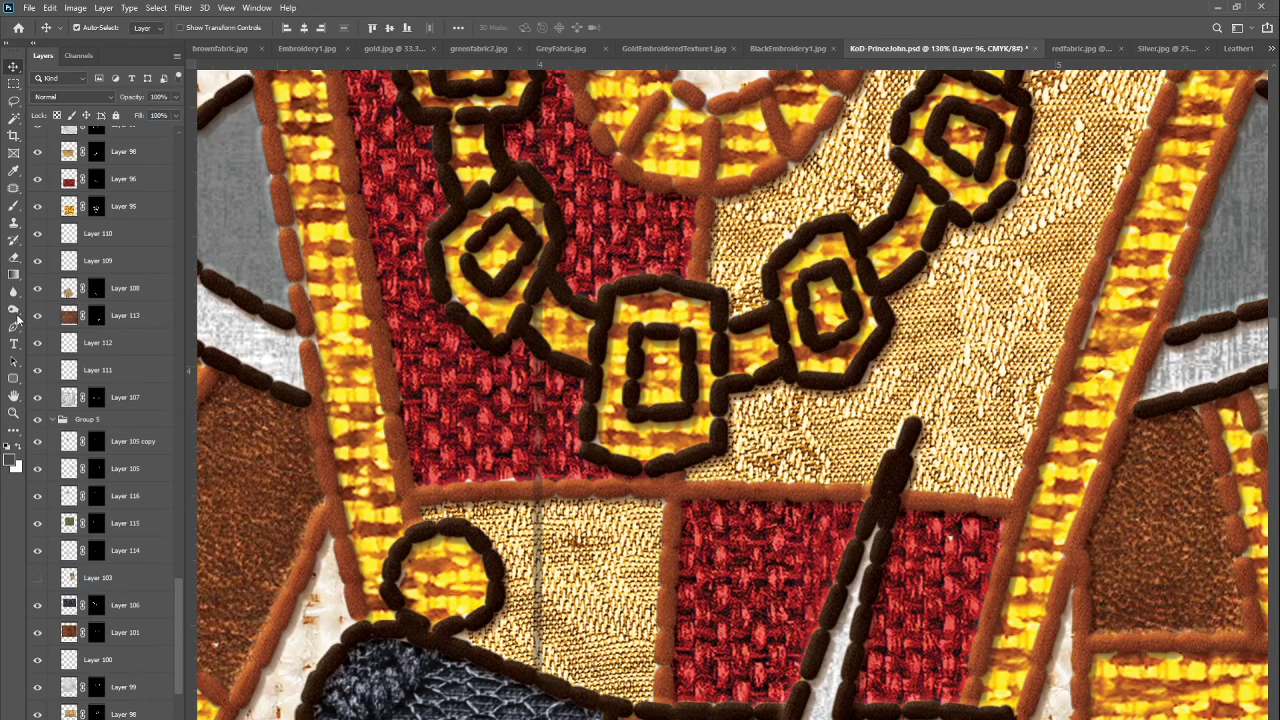 File Edit Image Layer Type Select Filter 3D View Window Help
Auto-Select: Layer Show Transform Controls 3D Mode:
brownfabric.jpg Embroidery1.jpg gold.jpg @ 33.3... greenfabric2.jpg GreyFabric.jpg GoldEmbroideredTexture1.jpg BlackEmbroidery1.jpg KoD-PrinceJohn.psd @ 130% (Layer 96, CMYK/8#) * redfabric.jpg @... Silver.jpg @ 25... Leather1
Layers Channels
4 5
Kind
Normal Opacity: 100%
Lock: Fill: 100%
Layer 98
Layer 96
Layer 95
Layer 110
Layer 109
Layer 108
Layer 113
Layer 112
Layer 111
4
Layer 107
Group 5
Layer 105 copy
Layer 105
Layer 116
Layer 115
Layer 114
Layer 103
Layer 106
Layer 101
Layer 100
Layer 99
Layer 98